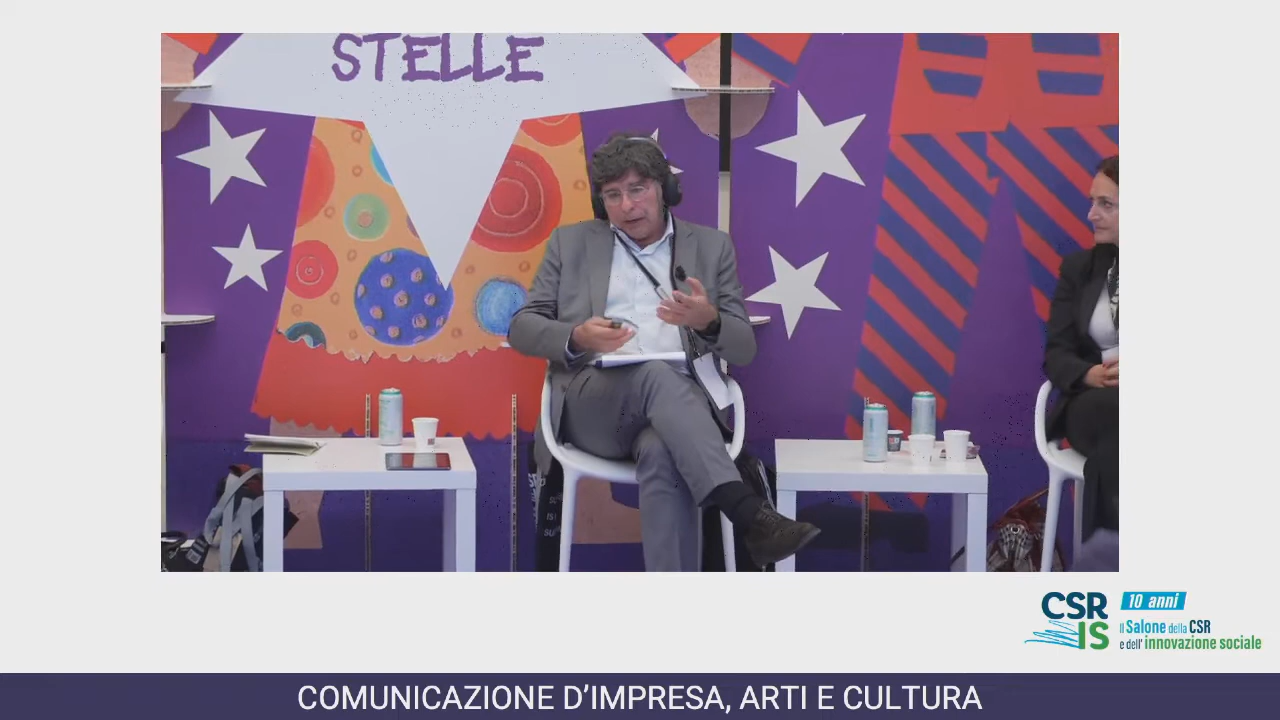 STELLE
CSR
IS
10 anni
Il Salone della CSR
e dell' innovazione sociale
COMUNICAZIONE D'IMPRESA, ARTI E CULTURA